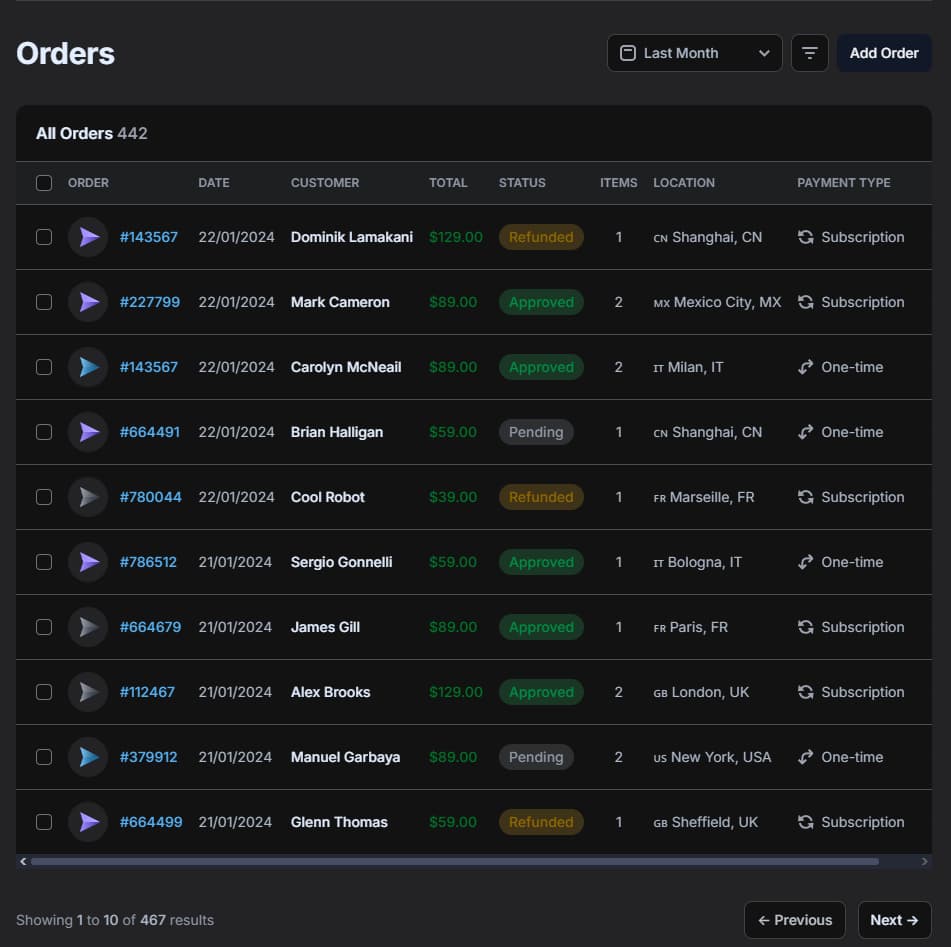 Orders
Last Month
Add Order
All Orders 442
ORDER DATE CUSTOMER TOTAL STATUS ITEMS LOCATION PAYMENT TYPE
#143567 22/01/2024 Dominik Lamakani $129.00 Refunded 1 CN Shanghai, CN Subscription
#227799 22/01/2024 Mark Cameron $89.00 Approved 2 MX Mexico City, MX Subscription
#143567 22/01/2024 Carolyn McNeail $89.00 Approved 2 IT Milan, IT One-time
#664491 22/01/2024 Brian Halligan $59.00 Pending 1 CN Shanghai, CN One-time
#780044 22/01/2024 Cool Robot $39.00 Refunded 1 FR Marseille, FR Subscription
#786512 21/01/2024 Sergio Gonnelli $59.00 Approved 1 IT Bologna, IT One-time
#664679 21/01/2024 James Gill $89.00 Approved 1 FR Paris, FR Subscription
#112467 21/01/2024 Alex Brooks $129.00 Approved 2 GB London, UK Subscription
#379912 21/01/2024 Manuel Garbaya $89.00 Pending 2 US New York, USA One-time
#664499 21/01/2024 Glenn Thomas $59.00 Refunded 1 GB Sheffield, UK Subscription
Showing 1 to 10 of 467 results
← Previous
Next →